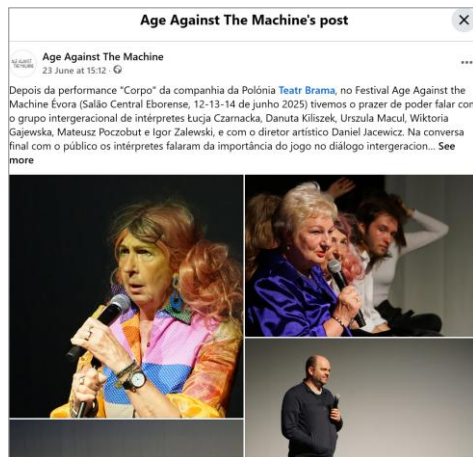 Age Against The Machine's post
Age Against The Machine
23 June at 15:12 ·
Depois da performance "Corpo" da companhia da Polónia Teatr Brama, no Festival Age Against the
Machine Évora (Salão Central Eborense, 12-13-14 de junho 2025) tivemos o prazer de poder falar com
o grupo intergeracional de intérpretes Łucja Czarnacka, Danuta Kiliszek, Urszula Macul, Wiktoria
Gajewska, Mateusz Poczobut e Igor Zalewski, e com o diretor artístico Daniel Jacewicz. Na conversa
final com o público os intérpretes falaram da importância do jogo no diálogo intergeracion... See
more